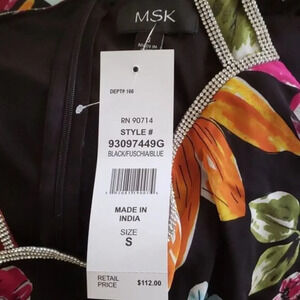 MSK
DEPT# 166
RN 90714
STYLE #
93097449G
BLACK/FUSCHIA/BLUE
MADE IN
INDIA
SIZE
S
RETAIL
PRICE
$112.00